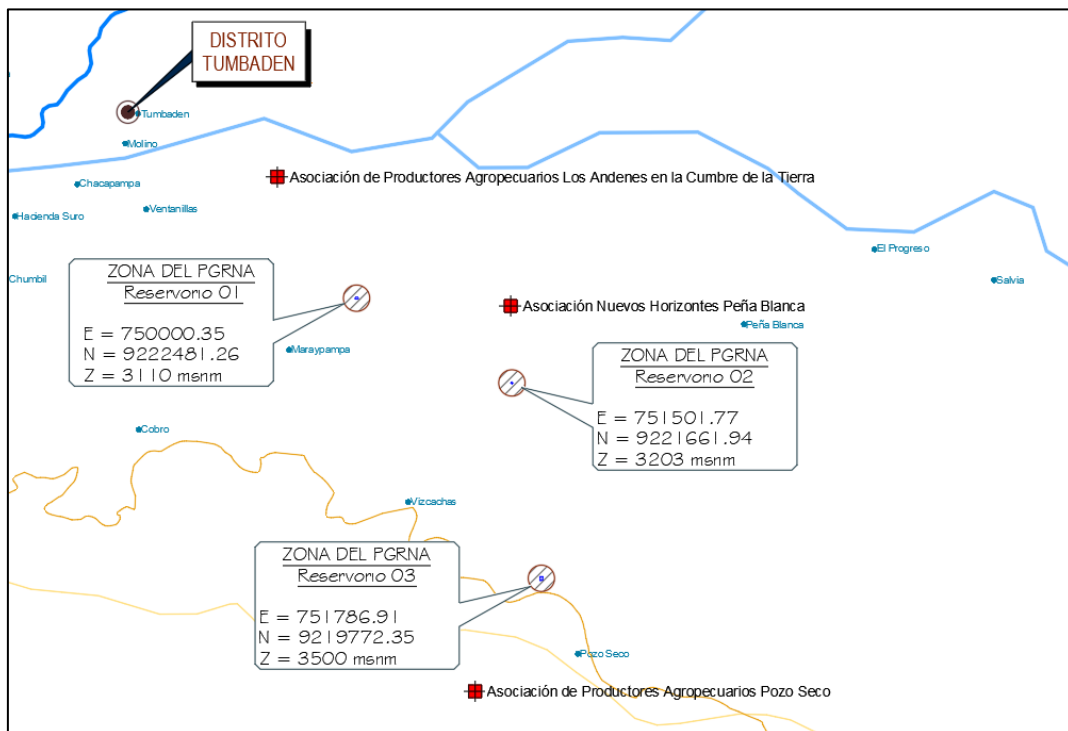 DISTRITO
TUMBADEN
Tumbaden
Molino
Asociación de Productores Agropecuarios Los Andenes en la Cumbre de la Tierra
Chacapampa
Ventanillas
Hacienda Suro
El Progreso
Chumbil
Salvia
ZONA DEL PGRNA
Reservorio 01
E = 750000.35
N = 9222481.26
Z = 3110 msnm
Asociación Nuevos Horizontes Peña Blanca
Peña Blanca
Maraypampa
ZONA DEL PGRNA
Reservorio 02
E = 751501.77
N = 9221661.94
Z = 3203 msnm
Cobro
Vizcachas
ZONA DEL PGRNA
Reservorio 03
E = 751786.91
N = 9219772.35
Z = 3500 msnm
Pozo Seco
Asociación de Productores Agropecuarios Pozo Seco